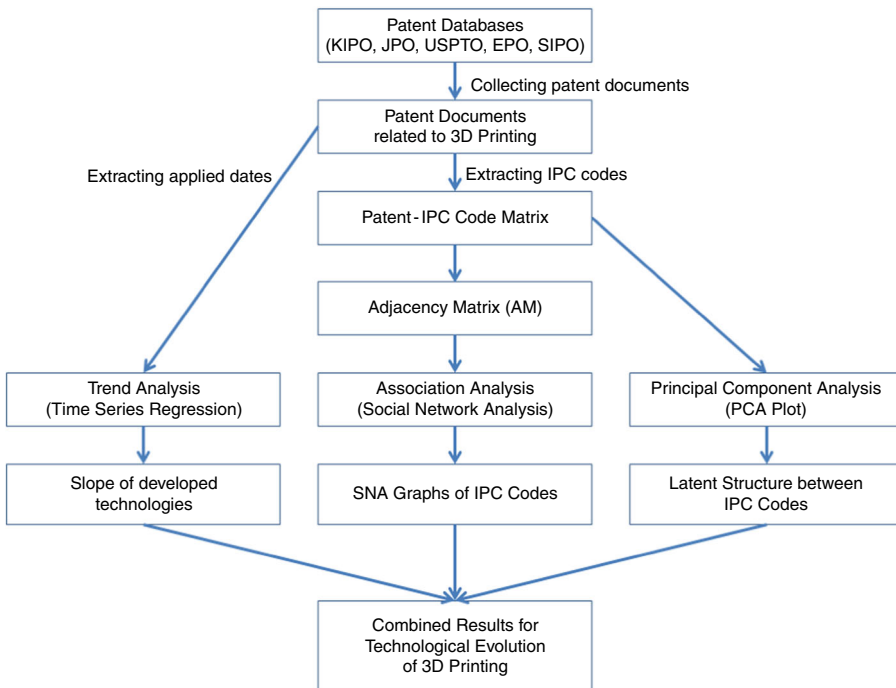 Patent Databases
(KIPO, JPO, USPTO, EPO, SIPO)
Collecting patent documents
Patent Documents
related to 3D Printing
Extracting applied dates
Extracting IPC codes
Patent-IPC Code Matrix
Adjacency Matrix (AM)
Trend Analysis
(Time Series Regression)
Association Analysis
(Social Network Analysis)
Principal Component Analysis
(PCA Plot)
Slope of developed
technologies
SNA Graphs of IPC Codes
Latent Structure between
IPC Codes
Combined Results for
Technological Evolution
of 3D Printing